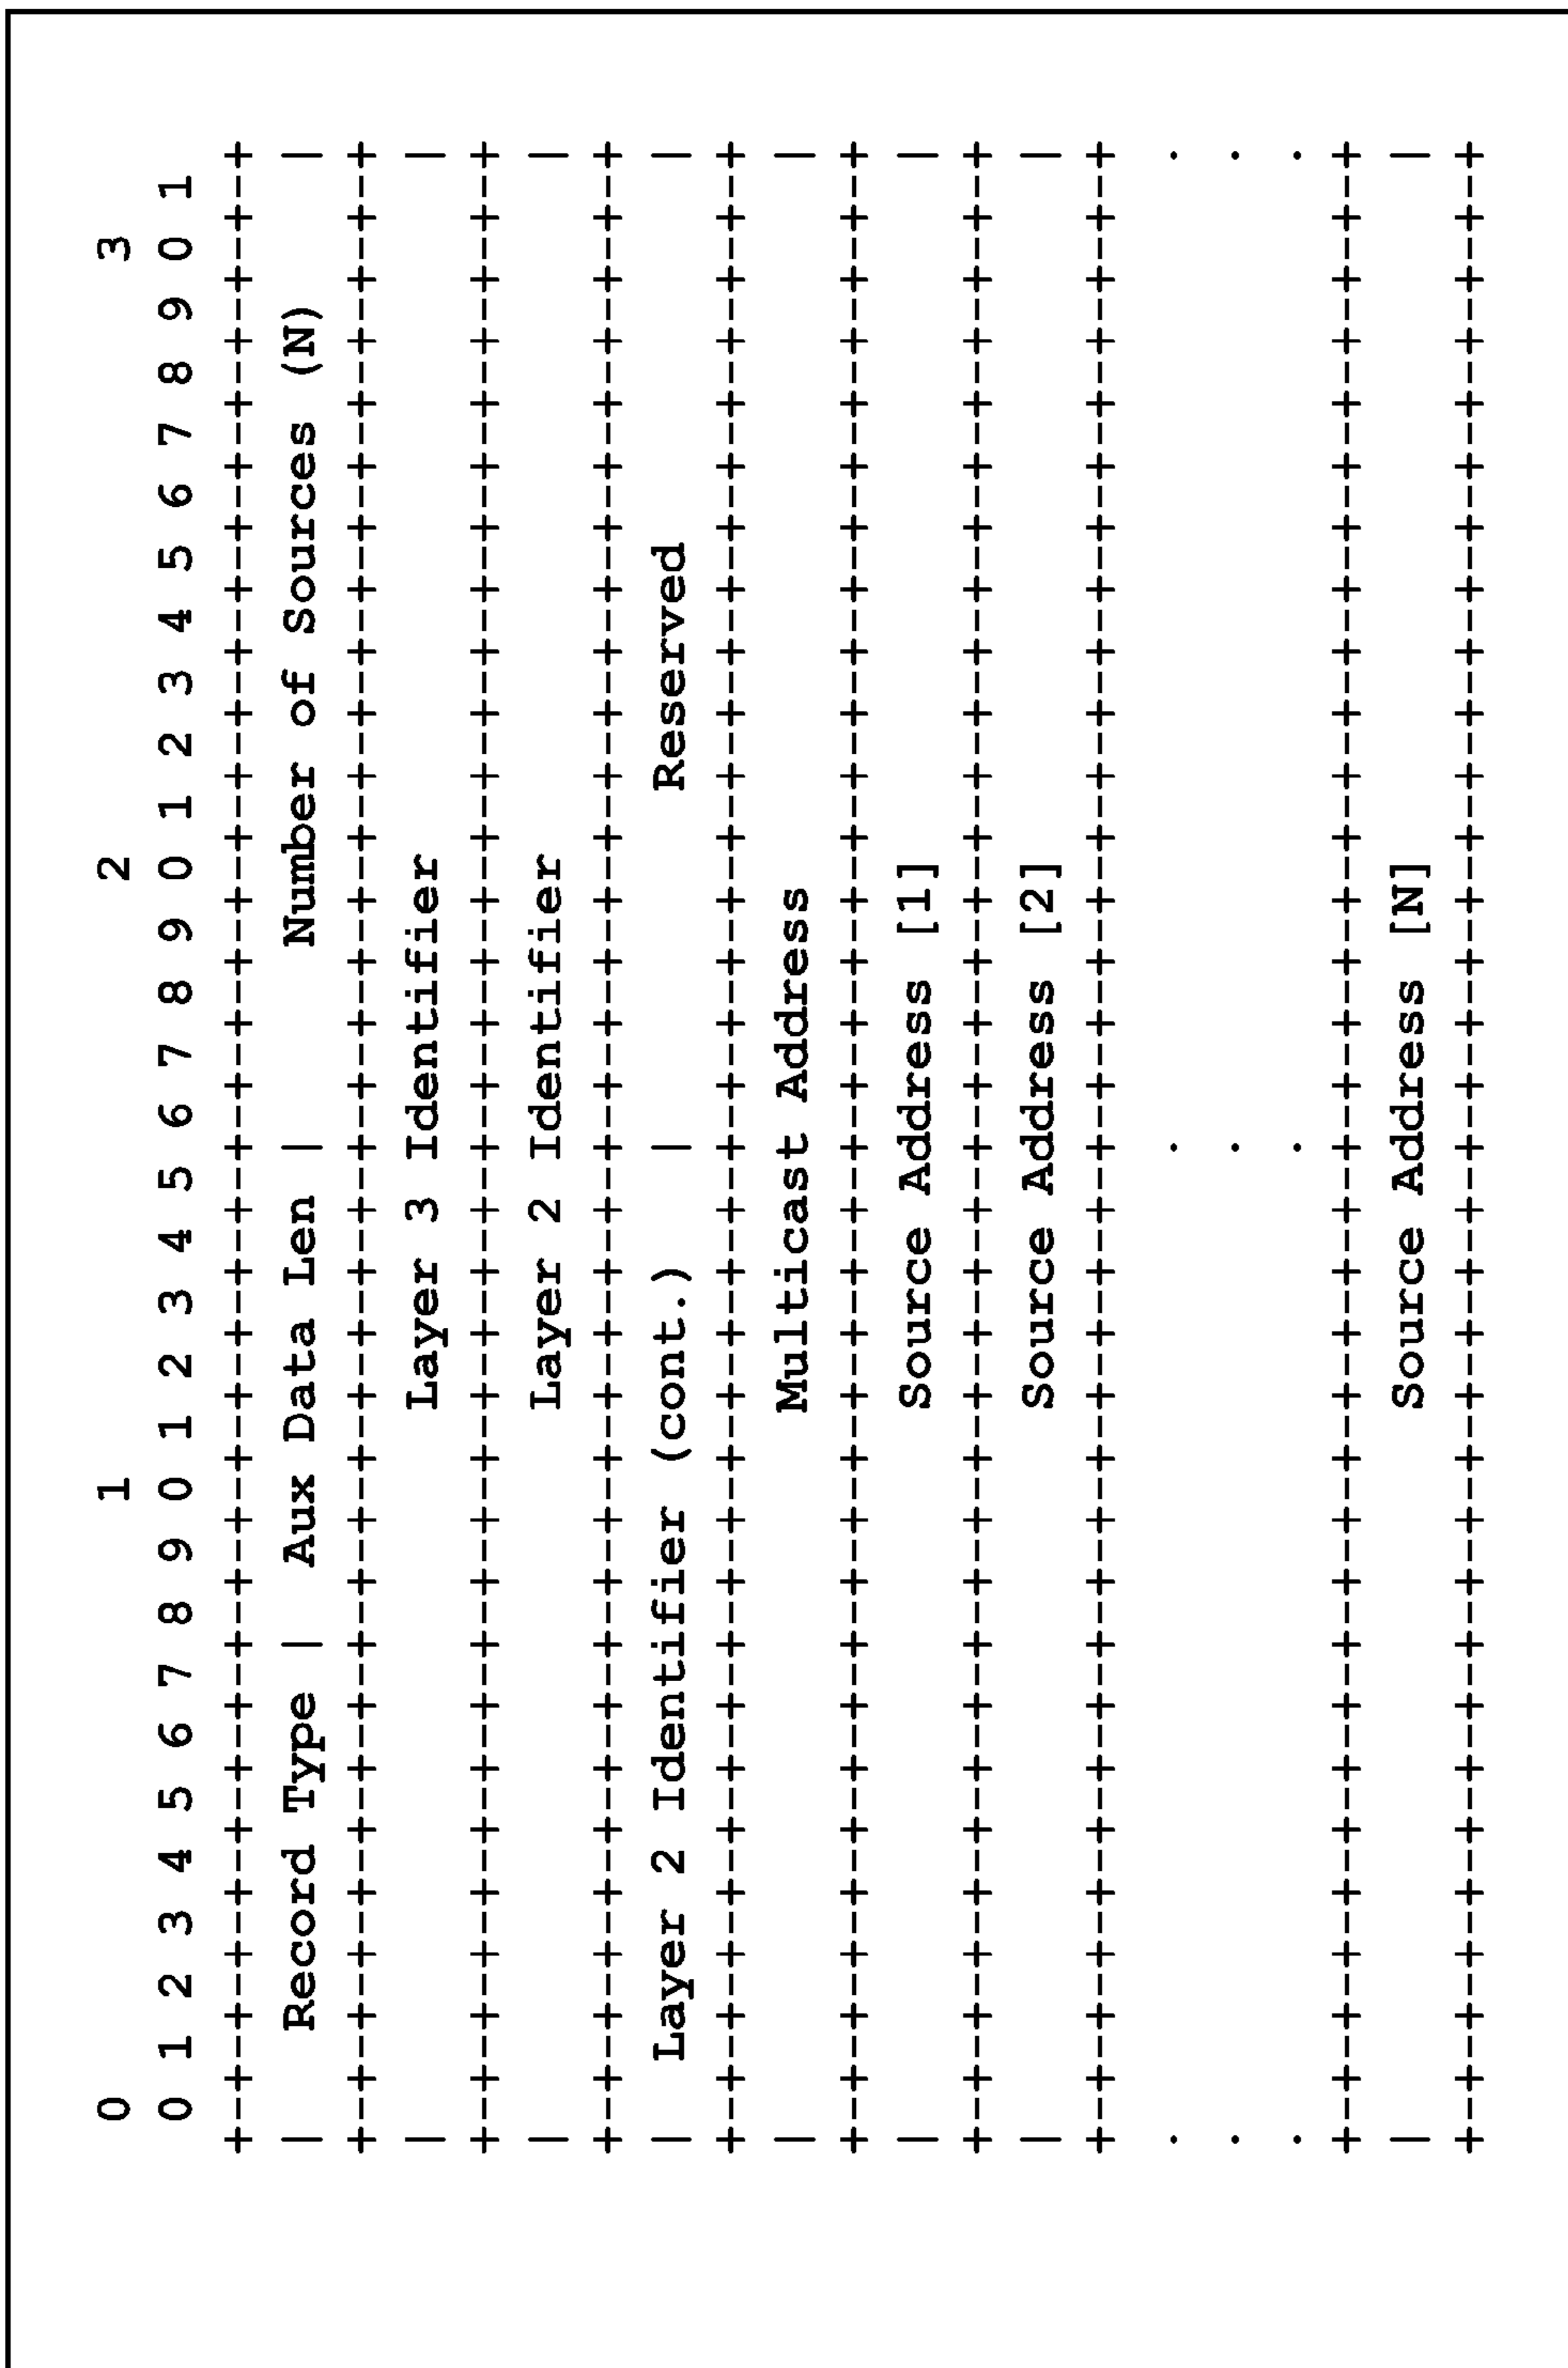 0 1 2 3
0 1 2 3 4 5 6 7 8 9 0 1 2 3 4 5 6 7 8 9 0 1 2 3 4 5 6 7 8 9 0 1
+-+-+-+-+-+-+-+-+-+-+-+-+-+-+-+-+-+-+-+-+-+-+-+-+-+-+-+-+-+-+-+-+
| Record Type | Aux Data Len | Number of Sources (N) |
+-+-+-+-+-+-+-+-+-+-+-+-+-+-+-+-+-+-+-+-+-+-+-+-+-+-+-+-+-+-+-+-+
| Layer 3 Identifier |
+-+-+-+-+-+-+-+-+-+-+-+-+-+-+-+-+-+-+-+-+-+-+-+-+-+-+-+-+-+-+-+-+
| Layer 2 Identifier |
+-+-+-+-+-+-+-+-+-+-+-+-+-+-+-+-+-+-+-+-+-+-+-+-+-+-+-+-+-+-+-+-+
| Layer 2 Identifier (cont.) | Reserved |
+-+-+-+-+-+-+-+-+-+-+-+-+-+-+-+-+-+-+-+-+-+-+-+-+-+-+-+-+-+-+-+-+
| Multicast Address |
+-+-+-+-+-+-+-+-+-+-+-+-+-+-+-+-+-+-+-+-+-+-+-+-+-+-+-+-+-+-+-+-+
| Source Address [1] |
+-+-+-+-+-+-+-+-+-+-+-+-+-+-+-+-+-+-+-+-+-+-+-+-+-+-+-+-+-+-+-+-+
| Source Address [2] |
+-+-+-+-+-+-+-+-+-+-+-+-+-+-+-+-+-+-+-+-+-+-+-+-+-+-+-+-+-+-+-+-+
. . .
. . .
. . .
+-+-+-+-+-+-+-+-+-+-+-+-+-+-+-+-+-+-+-+-+-+-+-+-+-+-+-+-+-+-+-+-+
| Source Address [N] |
+-+-+-+-+-+-+-+-+-+-+-+-+-+-+-+-+-+-+-+-+-+-+-+-+-+-+-+-+-+-+-+-+